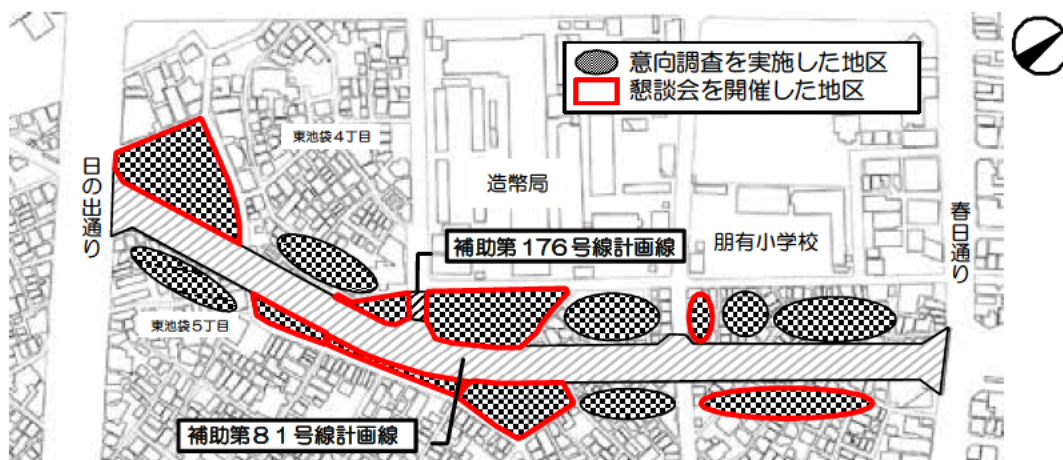 意向調査を実施した地区
懇談会を開催した地区
東池袋4丁目
日の出通り
造幣局
朋有小学校
春日通り
補助第176号線計画線
東池袋5丁目
補助第81号線計画線